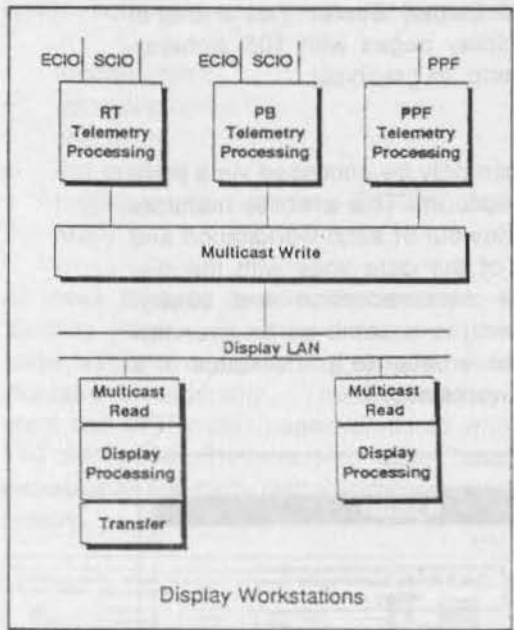 ECIO SCIO ECIO SCIO PPF
RT PB PPF
Telemetry Telemetry Telemetry
Processing Processing Processing
Multicast Write
Display LAN
Multicast Multicast
Read Read
Display Display
Processing Processing
Transfer
Display Workstations